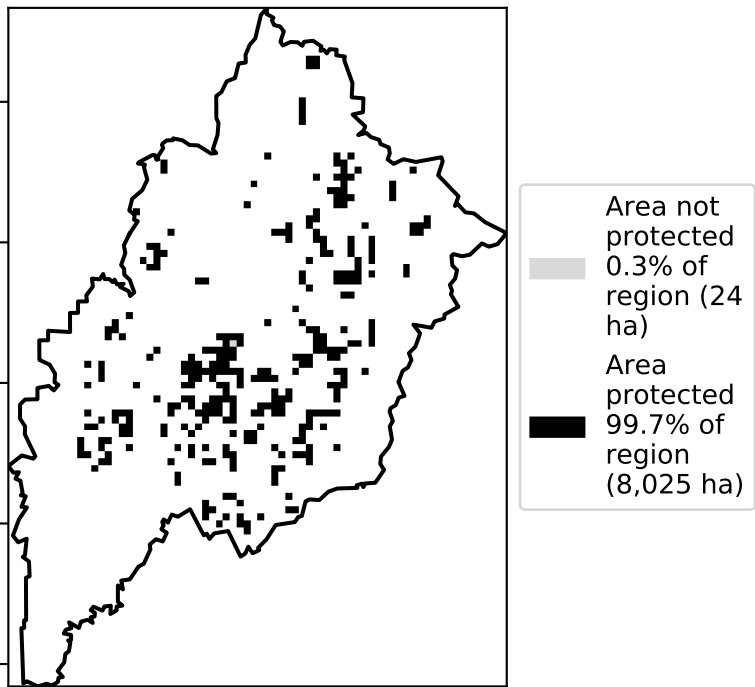 Area not
protected
0.3% of
region (24
ha)
Area
protected
99.7% of
region
(8,025 ha)